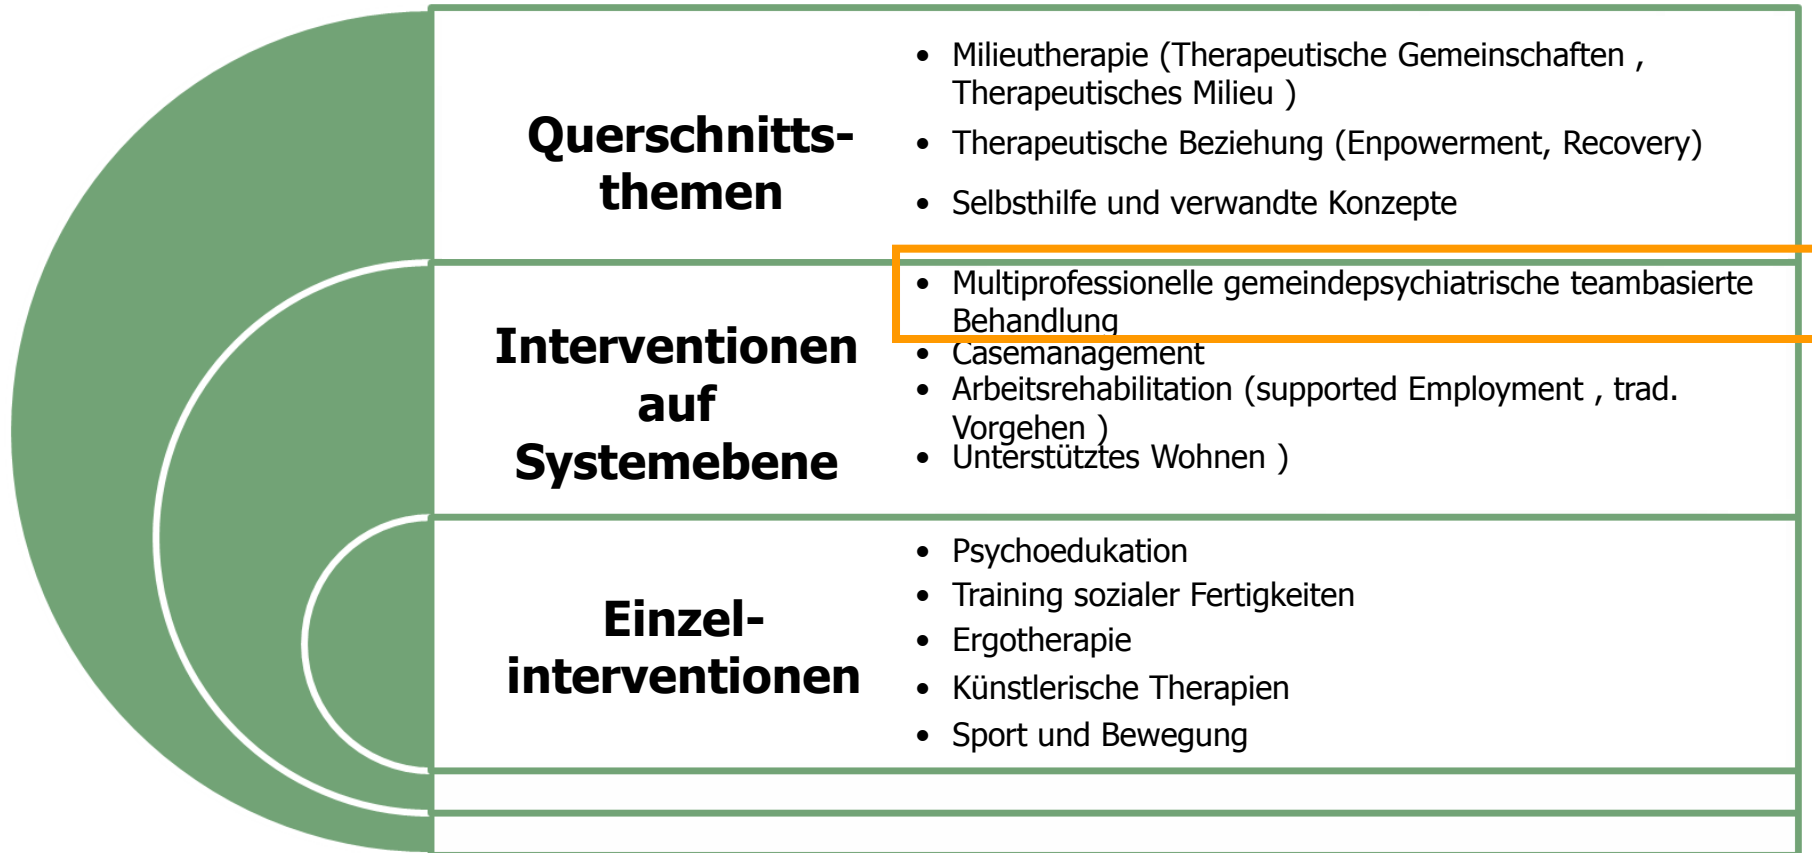 Querschnitts-
themen
• Milieutherapie (Therapeutische Gemeinschaften ,
Therapeutisches Milieu )
• Therapeutische Beziehung (Enpowerment, Recovery)
• Selbsthilfe und verwandte Konzepte
Interventionen
auf
Systemebene
• Multiprofessionelle gemeindepsychiatrische teambasierte
Behandlung
• Casemanagement
• Arbeitsrehabilitation (supported Employment , trad.
Vorgehen )
• Unterstütztes Wohnen )
Einzel-
interventionen
• Psychoedukation
• Training sozialer Fertigkeiten
• Ergotherapie
• Künstlerische Therapien
• Sport und Bewegung